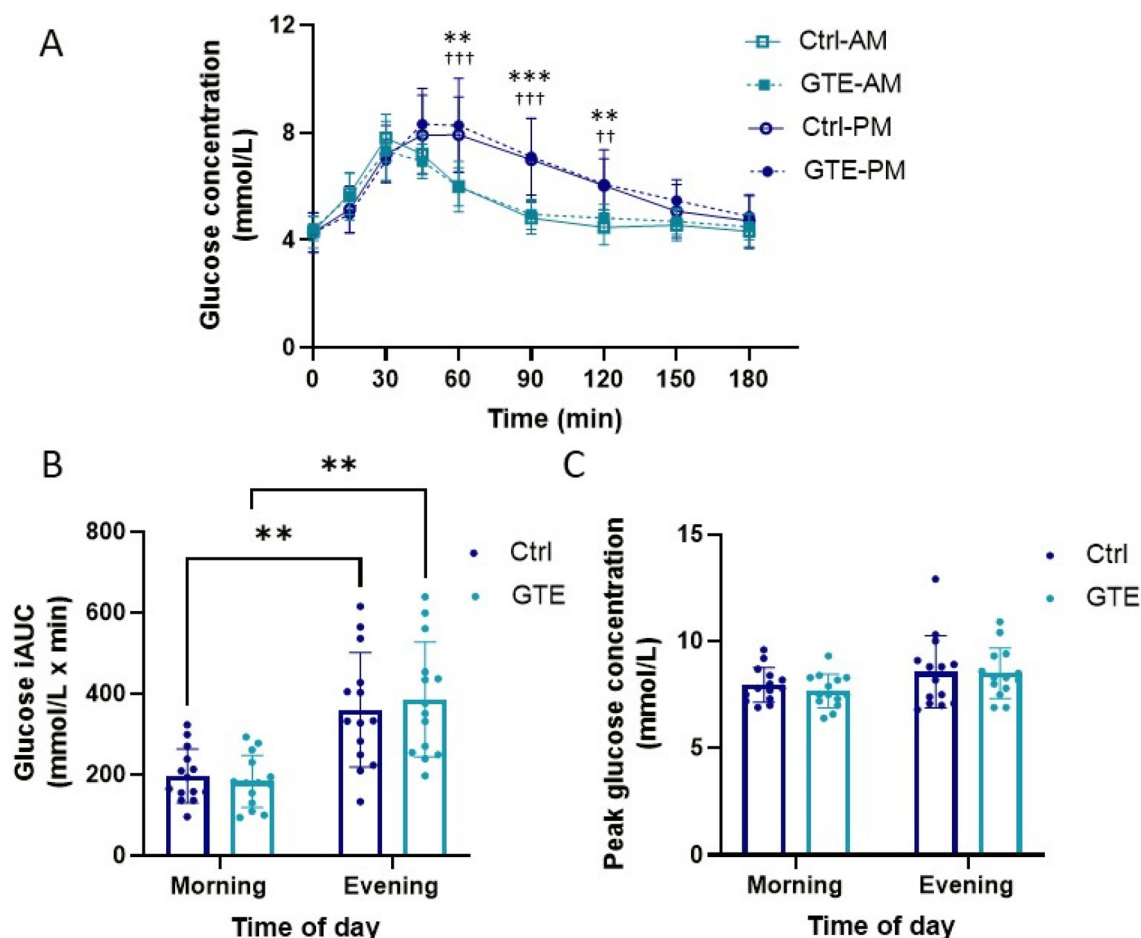 A
Glucose concentration
(mmol/L)
12
8
4
0
**
†††
***
†††
**
††
Ctrl-AM
GTE-AM
Ctrl-PM
GTE-PM
0 30 60 90 120 150 180
Time (min)
B
Glucose iAUC
(mmol/L x min)
800
600
400
200
0
**
**
Ctrl
GTE
Morning Evening
Time of day
C
Peak glucose concentration
(mmol/L)
15
10
5
0
Ctrl
GTE
Morning Evening
Time of day